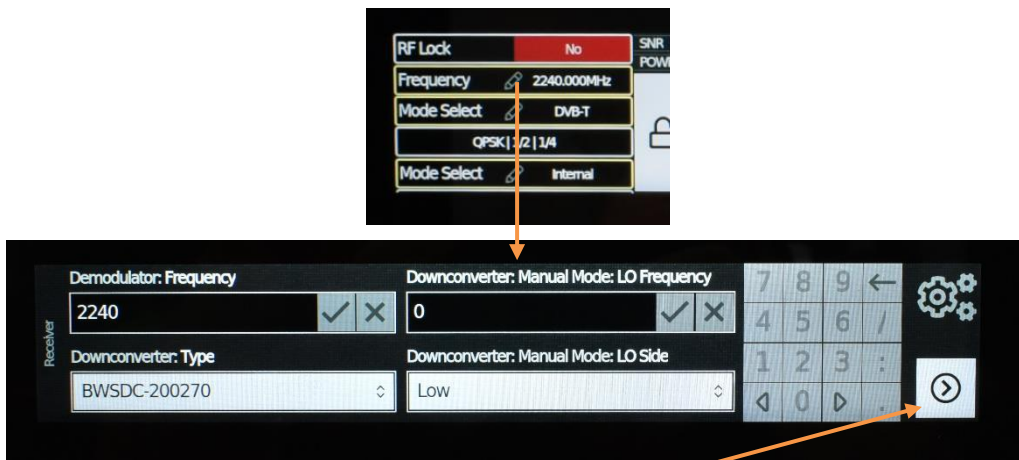 RF Lock No SNR
POW
Frequency 2240.000MHz
Mode Select DVB-T
QPSK | 1/2 | 1/4
Mode Select Internal
Receiver
Demodulator: Frequency Downconverter: Manual Mode: LO Frequency
2240 0
Downconverter: Type Downconverter: Manual Mode: LO Side
BWSDC-200270 Low
7 8 9 ←
4 5 6 /
1 2 3 :
0 .